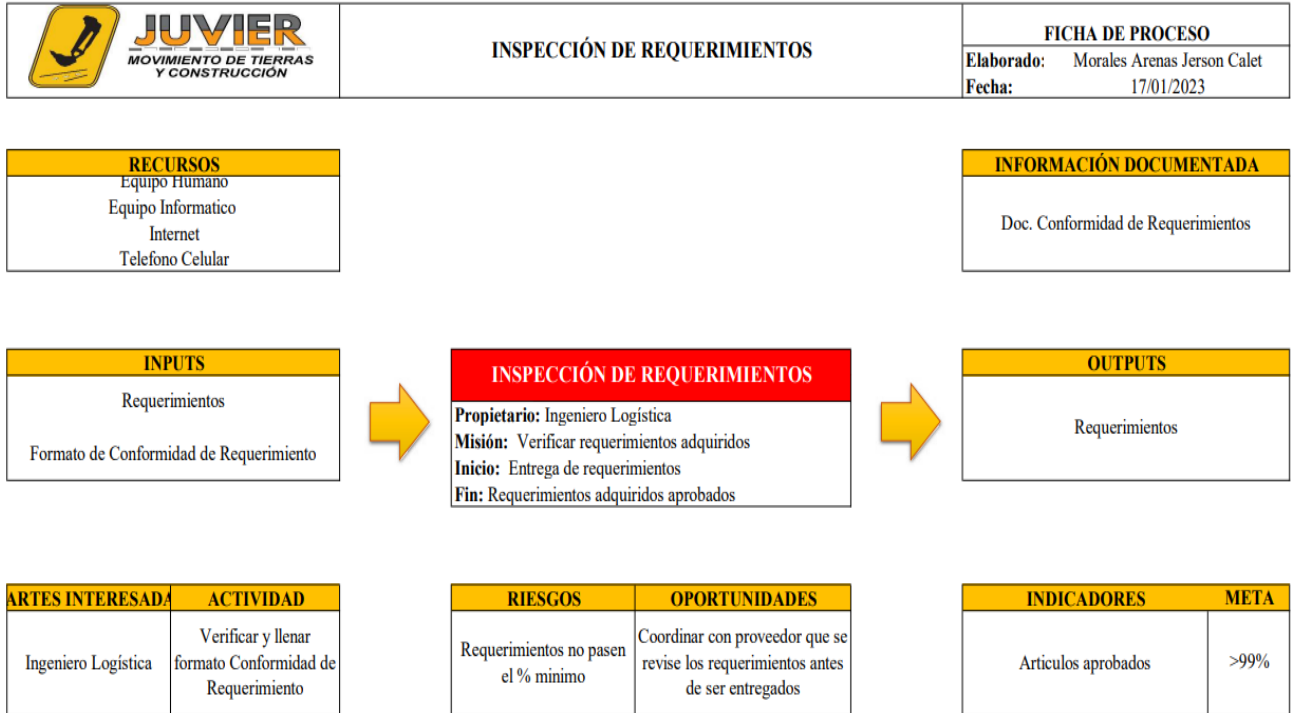 JUVIER
MOVIMIENTO DE TIERRAS
Y CONSTRUCCIÓN
INSPECCIÓN DE REQUERIMIENTOS
FICHA DE PROCESO
Elaborado: Morales Arenas Jerson Calet
Fecha: 17/01/2023
RECURSOS
Equipo Humano
Equipo Informatico
Internet
Telefono Celular
INFORMACIÓN DOCUMENTADA
Doc. Conformidad de Requerimientos
INPUTS
Requerimientos
Formato de Conformidad de Requerimiento
INSPECCIÓN DE REQUERIMIENTOS
Propietario: Ingeniero Logística
Misión: Verificar requerimientos adquiridos
Inicio: Entrega de requerimientos
Fin: Requerimientos adquiridos aprobados
OUTPUTS
Requerimientos
ARTES INTERESADA
ACTIVIDAD
Ingeniero Logística
Verificar y llenar
formato Conformidad de
Requerimiento
RIESGOS
OPORTUNIDADES
Requerimientos no pasen
el % minimo
Coordinar con proveedor que se
revise los requerimientos antes
de ser entregados
INDICADORES
META
Articulos aprobados
>99%